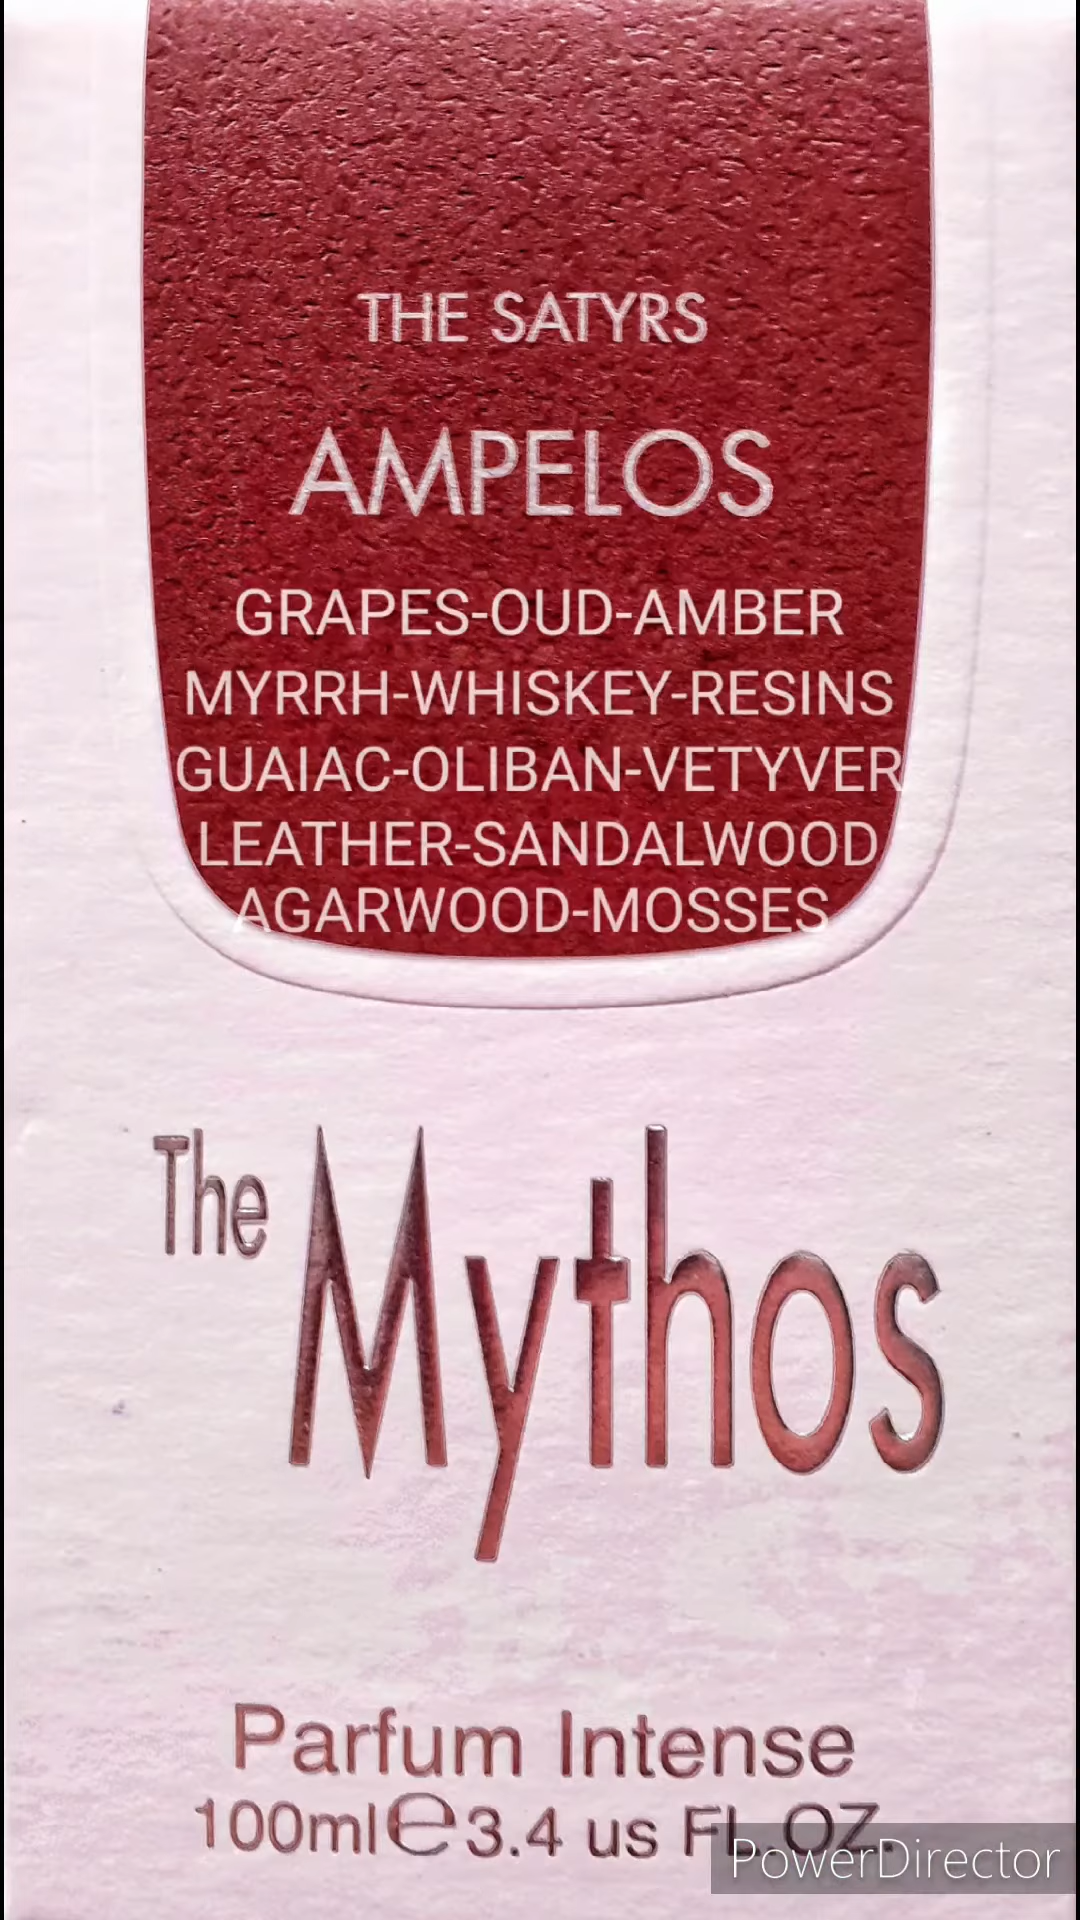 THE SATYRS
AMPELOS
GRAPES-OUD-AMBER
MYRRH-WHISKEY-RESINS
GUAIAC-OLIBAN-VETYVER
LEATHER-SANDALWOOD
AGARWOOD-MOSSES
The Mythos
Parfum Intense
100ml e 3.4 us FL.OZ.
PowerDirector